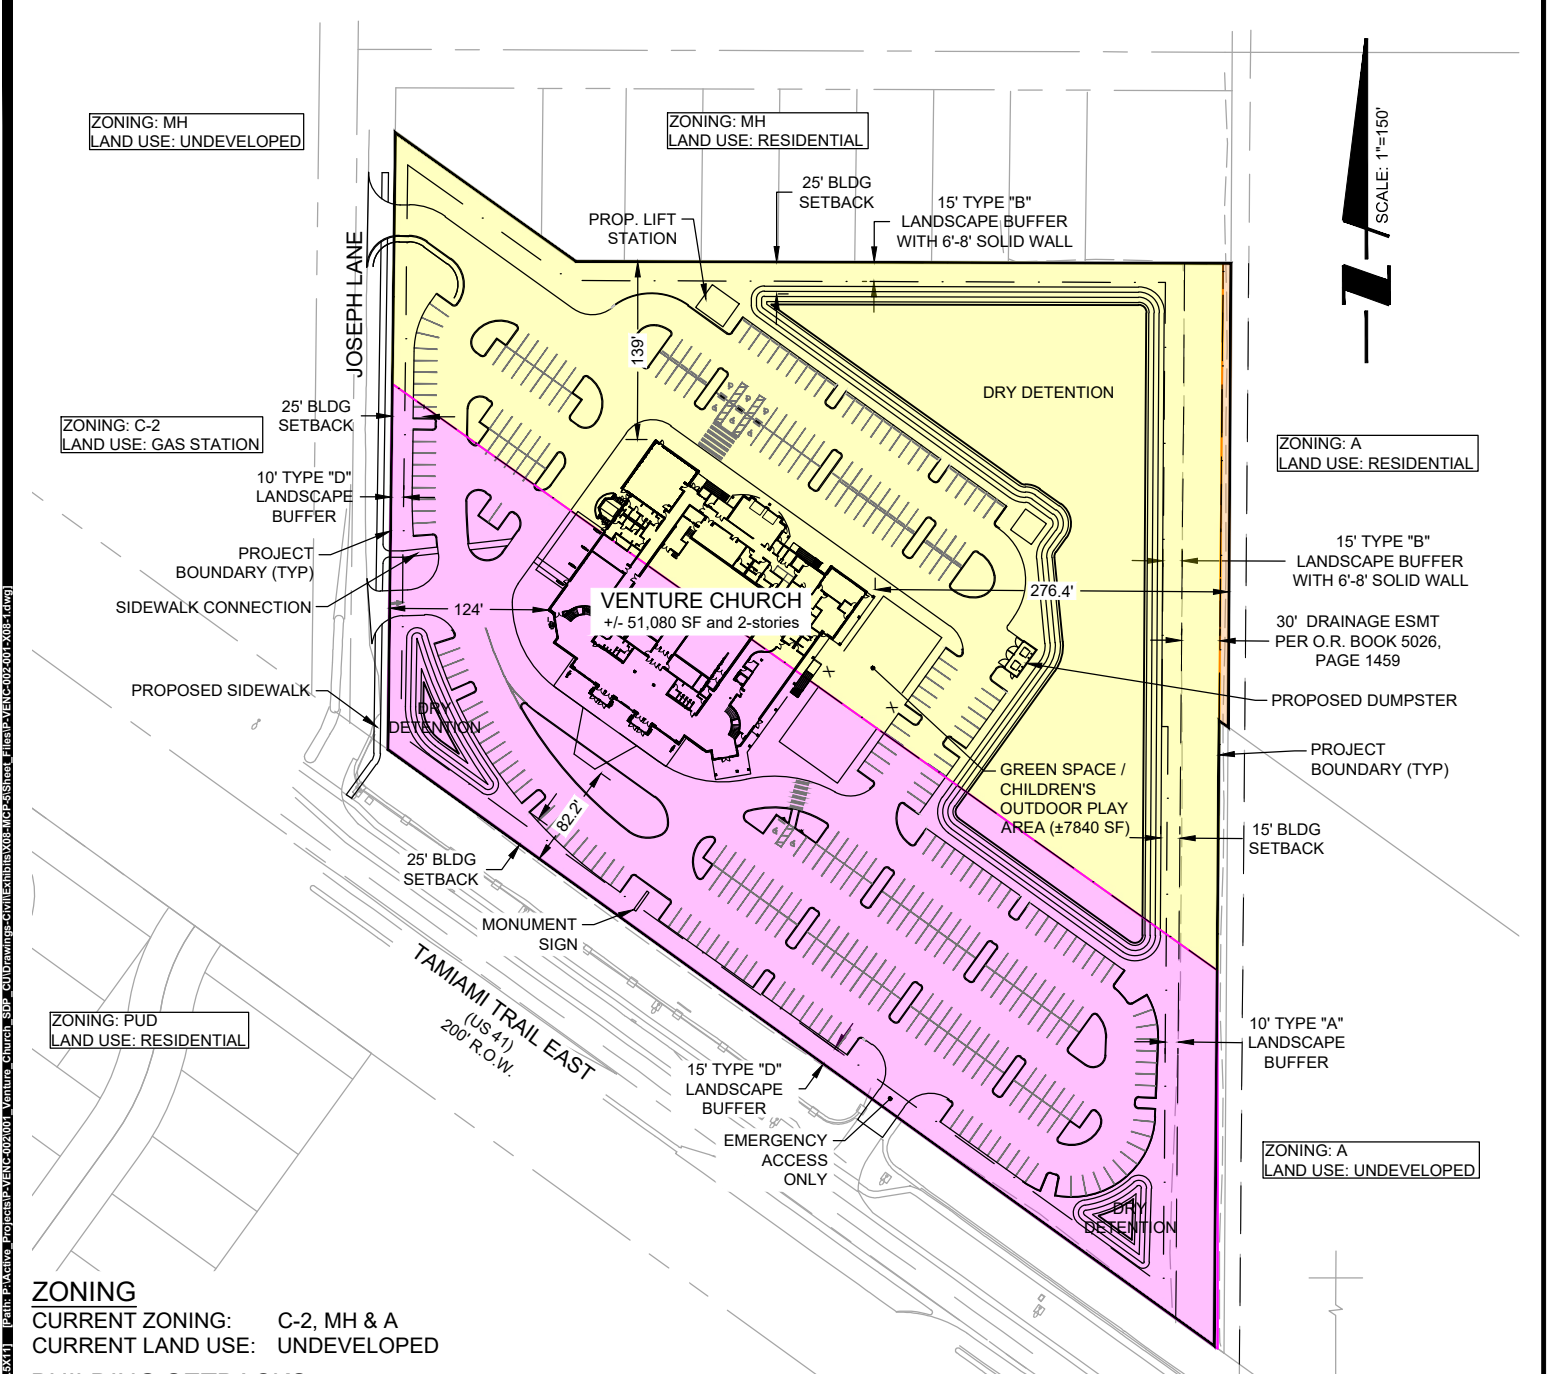 ZONING: MH
LAND USE: UNDEVELOPED
ZONING: MH
LAND USE: RESIDENTIAL
SCALE: 1"=150'
25' BLDG
SETBACK
15' TYPE "B"
LANDSCAPE BUFFER
WITH 6'-8' SOLID WALL
PROP. LIFT
STATION
JOSEPH LANE
139'
DRY DETENTION
25' BLDG
SETBACK
ZONING: C-2
LAND USE: GAS STATION
ZONING: A
LAND USE: RESIDENTIAL
10' TYPE "D"
LANDSCAPE
BUFFER
PROJECT
BOUNDARY (TYP)
15' TYPE "B"
LANDSCAPE BUFFER
WITH 6'-8' SOLID WALL
SIDEWALK CONNECTION
124'
VENTURE CHURCH
+/- 51,080 SF and 2-stories
276.4'
30' DRAINAGE ESMT
PER O.R. BOOK 5026,
PAGE 1459
PROPOSED SIDEWALK
PROPOSED DUMPSTER
DRY
DETENTION
X
X
PROJECT
BOUNDARY (TYP)
GREEN SPACE /
CHILDREN'S
OUTDOOR PLAY
AREA (±7840 SF)
82.2'
15' BLDG
SETBACK
25' BLDG
SETBACK
MONUMENT
SIGN
TAMIAMI TRAIL EAST
(US 41)
200' R.O.W.
ZONING: PUD
LAND USE: RESIDENTIAL
10' TYPE "A"
LANDSCAPE
BUFFER
15' TYPE "D"
LANDSCAPE
BUFFER
EMERGENCY
ACCESS
ONLY
ZONING: A
LAND USE: UNDEVELOPED
DRY
DETENTION
ZONING
CURRENT ZONING: C-2, MH & A
CURRENT LAND USE: UNDEVELOPED